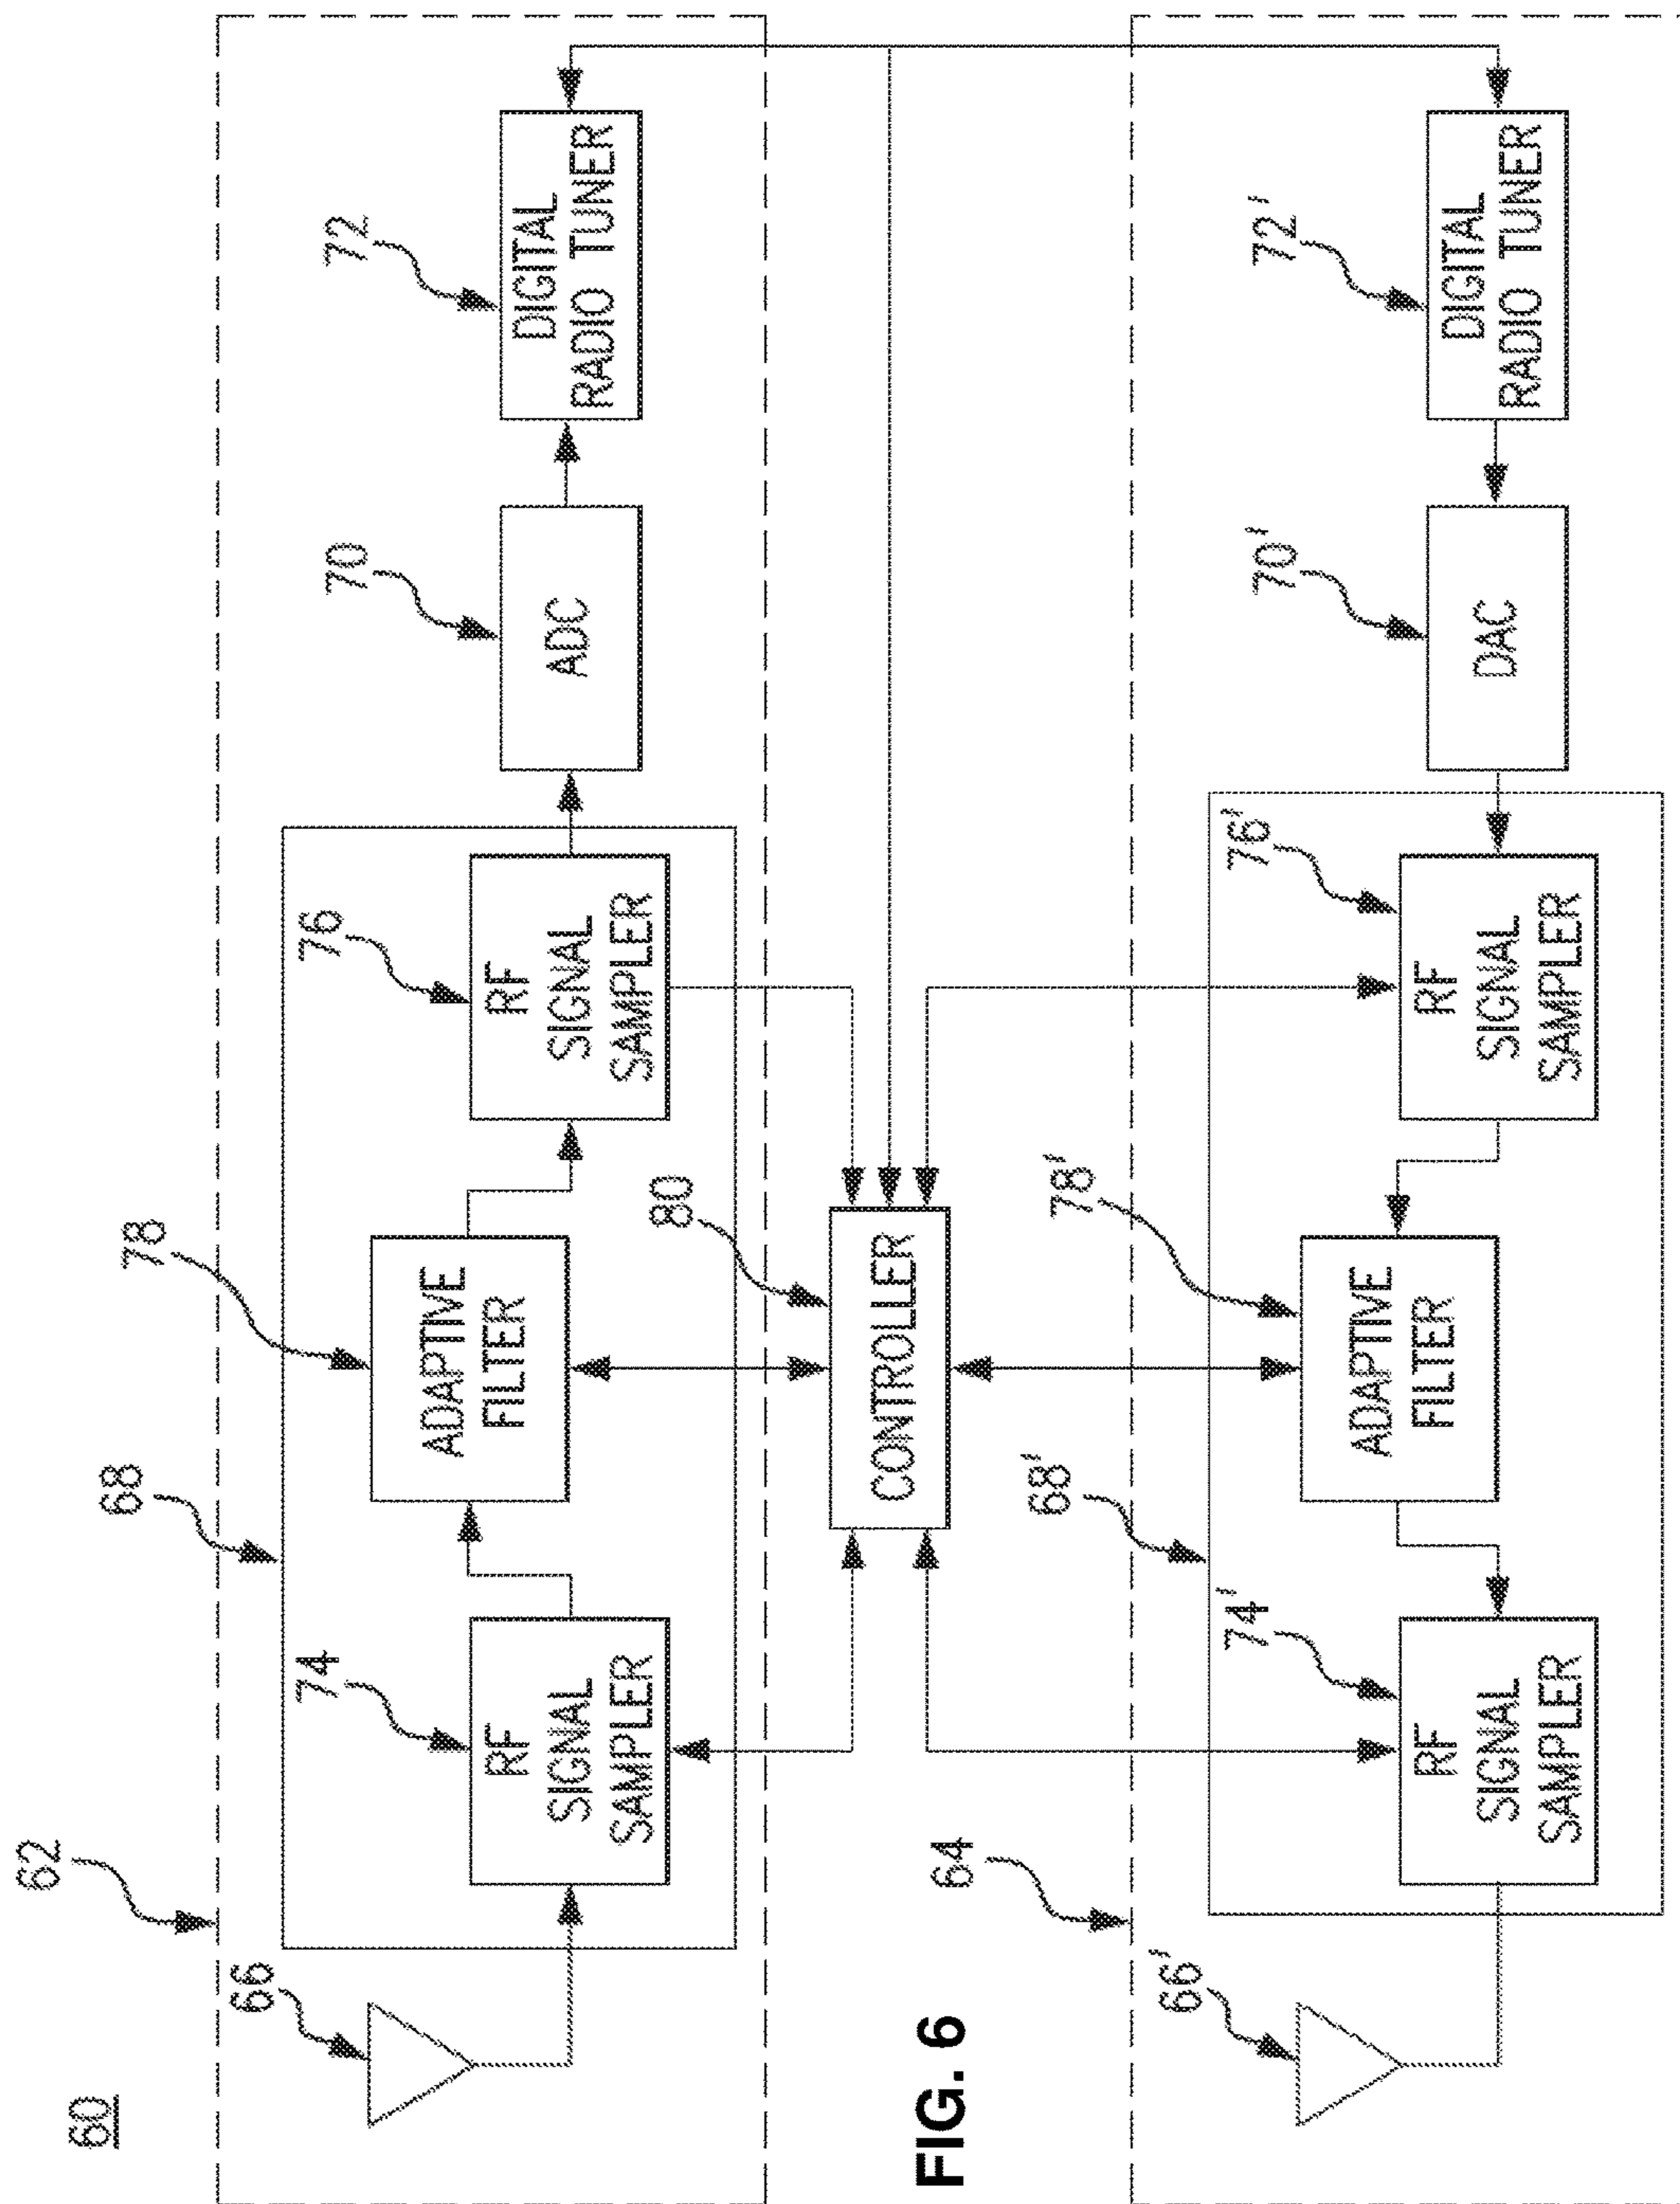 60
62
66
68
74
RF
SIGNAL
SAMPLER
78
ADAPTIVE
FILTER
76
RF
SIGNAL
SAMPLER
70
ADC
72
DIGITAL
RADIO TUNER
80
CONTROLLER
FIG. 6
64
66'
68'
74'
RF
SIGNAL
SAMPLER
78'
ADAPTIVE
FILTER
76'
RF
SIGNAL
SAMPLER
70'
DAC
72'
DIGITAL
RADIO TUNER